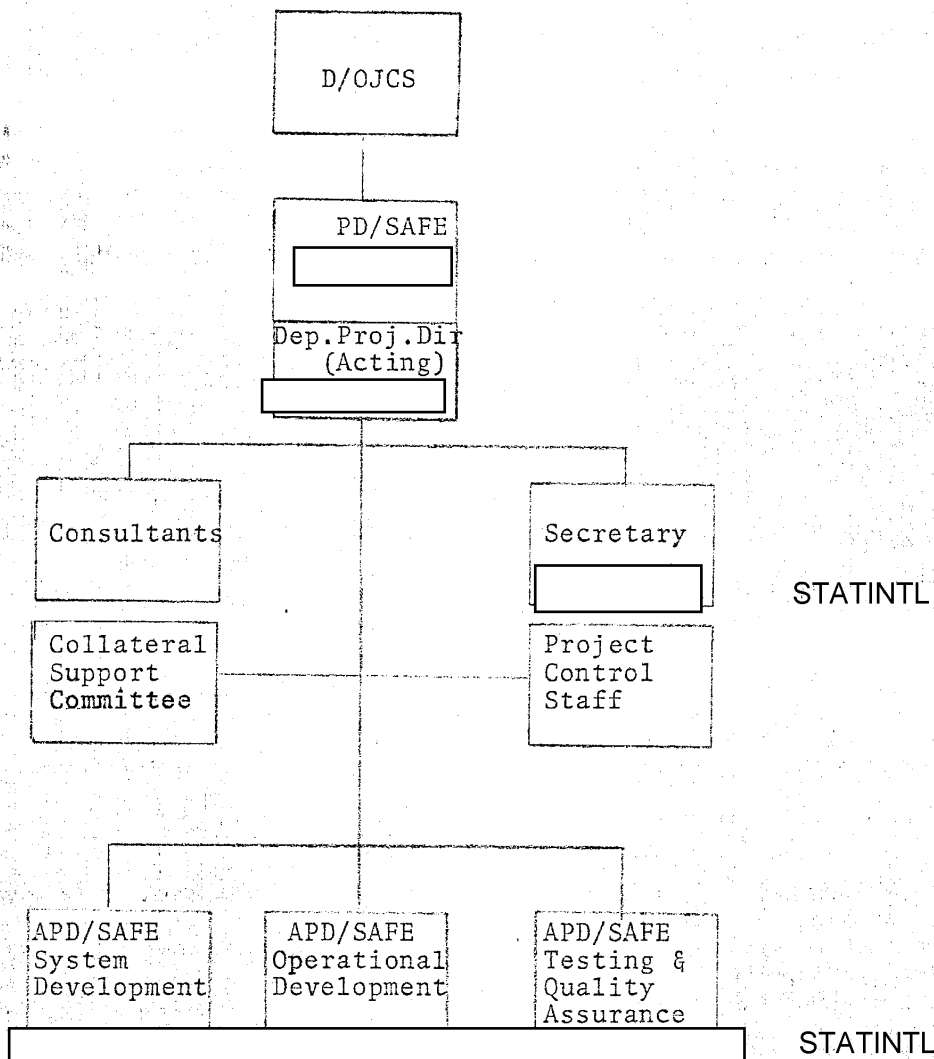 D/OJCS
PD/SAFE
Dep.Proj.Dir
(Acting)
Consultants
Secretary
STATINTL
Collateral
Support
Committee
Project
Control
Staff
APD/SAFE
System
Development
APD/SAFE
Operational
Development
APD/SAFE
Testing &
Quality
Assurance
STATINTL